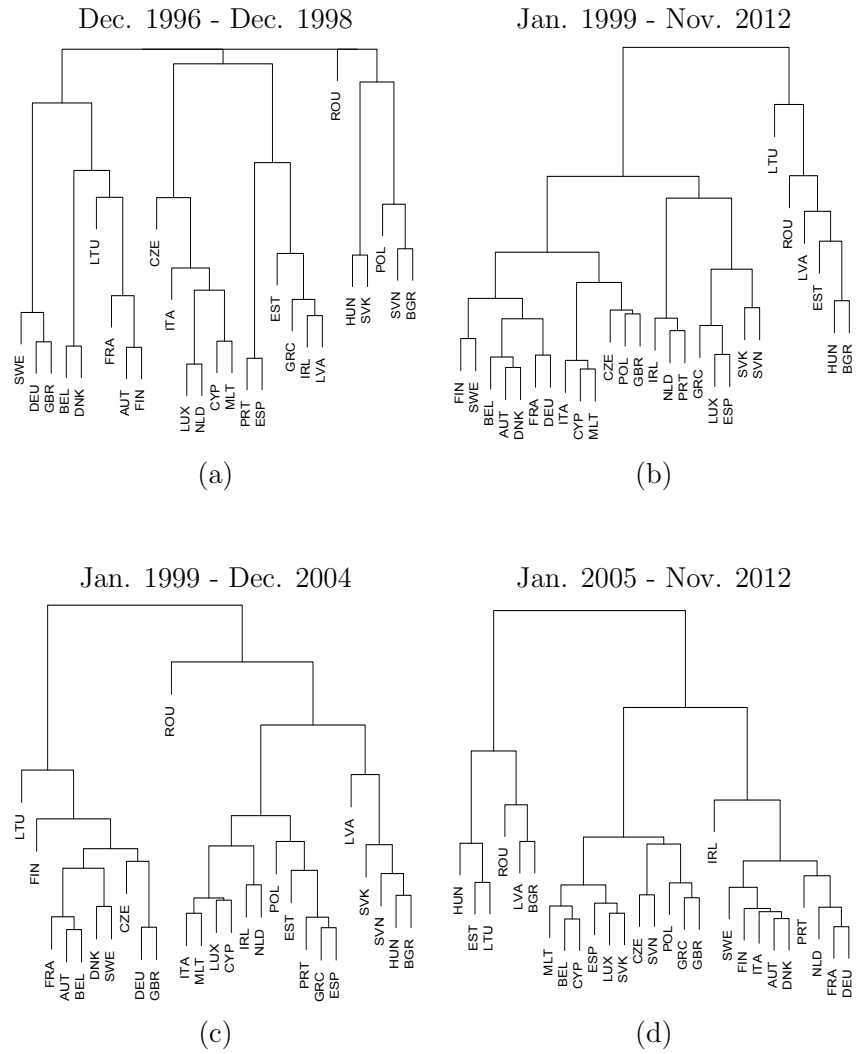 Dec. 1996 - Dec. 1998
SWE
DEU
GBR
BEL
DNK
LTU
FRA
AUT
FIN
CZE
ITA
LUX
NLD
CYP
MLT
PRT
ESP
EST
GRC
IRL
LVA
ROU
HUN
SVK
POL
SVN
BGR
(a)
Jan. 1999 - Nov. 2012
FIN
SWE
BEL
AUT
DNK
FRA
DEU
ITA
CYP
MLT
CZE
POL
GBR
IRL
NLD
PRT
GRC
LUX
ESP
SVK
SVN
LTU
ROU
LVA
EST
HUN
BGR
(b)
Jan. 1999 - Dec. 2004
LTU
FIN
FRA
AUT
BEL
DNK
SWE
CZE
DEU
GBR
ROU
ITA
MLT
LUX
CYP
IRL
NLD
POL
EST
PRT
GRC
ESP
LVA
SVK
SVN
HUN
BGR
(c)
Jan. 2005 - Nov. 2012
HUN
EST
LTU
ROU
LVA
BGR
MLT
BEL
CYP
ESP
LUX
SVK
CZE
SVN
POL
GRC
GBR
IRL
SWE
FIN
ITA
AUT
DNK
PRT
NLD
FRA
DEU
(d)